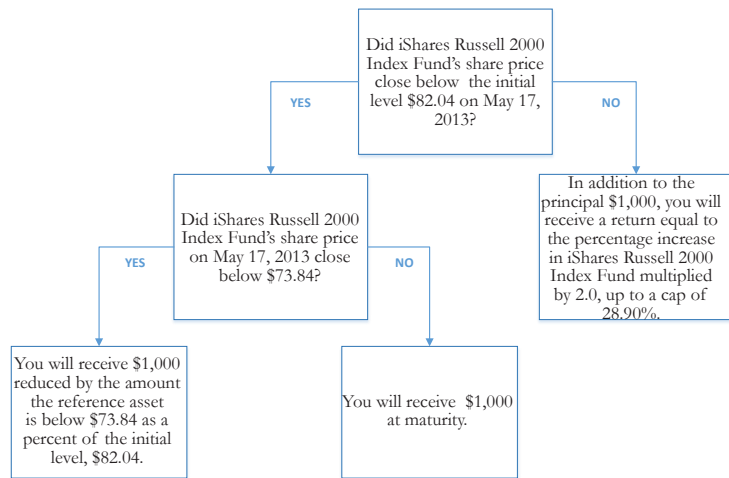 Did iShares Russell 2000
Index Fund's share price
close below the initial
level $82.04 on May 17,
2013?
YES
NO
Did iShares Russell 2000
Index Fund's share price
on May 17, 2013 close
below $73.84?
In addition to the
principal $1,000, you will
receive a return equal to
the percentage increase
in iShares Russell 2000
Index Fund multiplied
by 2.0, up to a cap of
28.90%.
YES
NO
You will receive $1,000
reduced by the amount
the reference asset
is below $73.84 as a
percent of the initial
level, $82.04.
You will receive $1,000
at maturity.